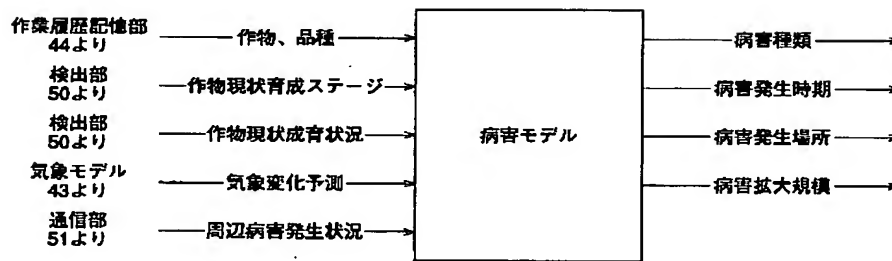 作業履歴記憶部
44より
作物、品種
検出部
50より
作物現状育成ステージ
検出部
50より
作物現状成育状況
気象モデル
43より
気象変化予測
通信部
51より
周辺病害発生状況
病害モデル
病害種類
病害発生時期
病害発生場所
病害拡大規模